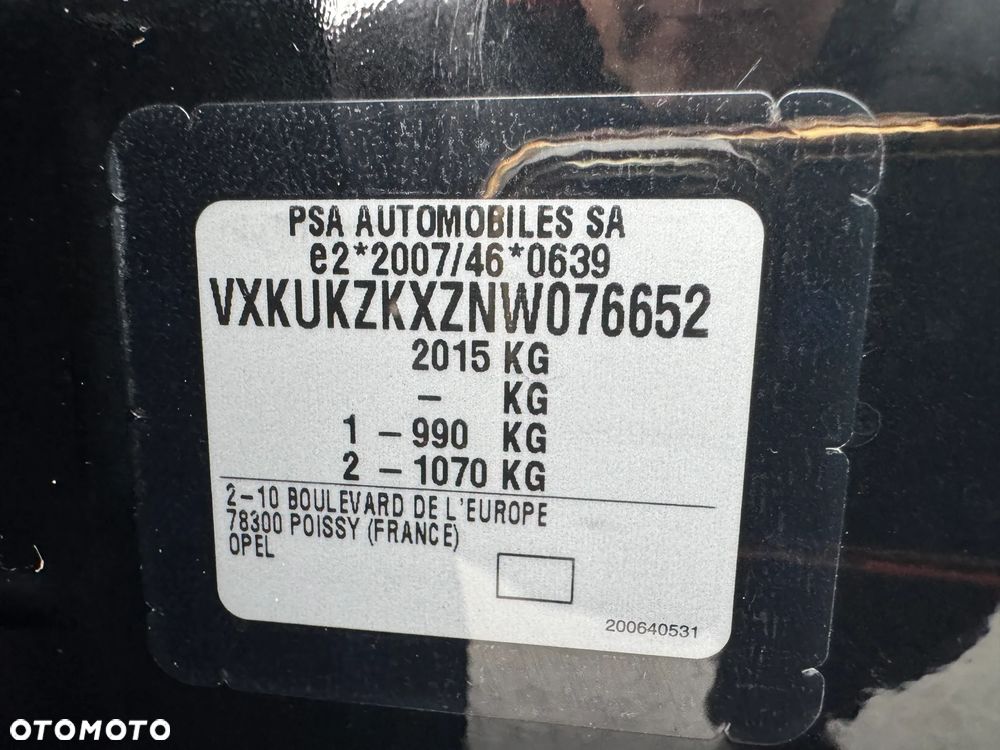 PSA AUTOMOBILES SA
e2*2007/46*0639
VXKUKZKXZNW076652
2015 KG
- KG
1 - 990 KG
2 - 1070 KG
2-10 BOULEVARD DE L'EUROPE
78300 POISSY (FRANCE)
OPEL
200640531
OTOMOTO